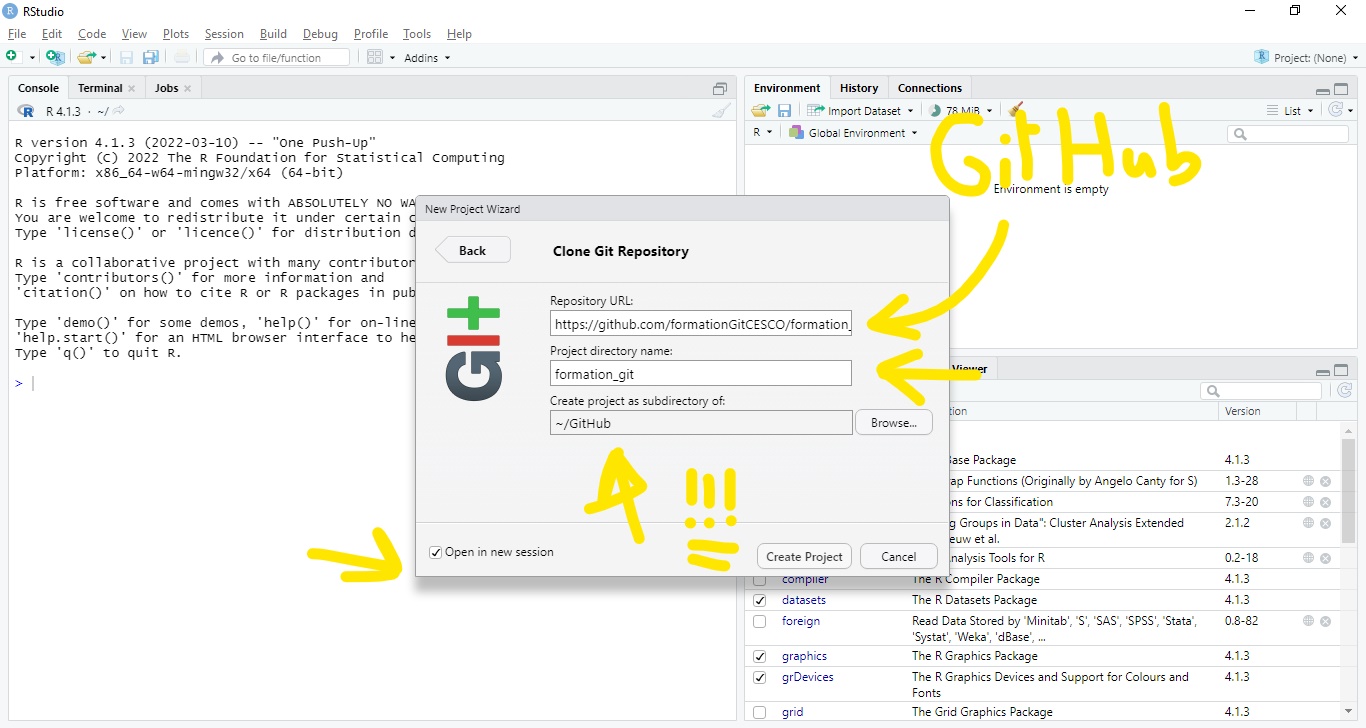 RStudio
File Edit Code View Plots Session Build Debug Profile Tools Help
Go to file/function Addins Project: (None)
Console Terminal Jobs
R 4.1.3 · ~/
R version 4.1.3 (2022-03-10) -- "One Push-Up"
Copyright (C) 2022 The R Foundation for Statistical Computing
Platform: x86_64-w64-mingw32/x64 (64-bit)
R is free software and comes with ABSOLUTELY NO WA
You are welcome to redistribute it under certain c
Type 'license()' or 'licence()' for distribution d
R is a collaborative project with many contributor
Type 'contributors()' for more information and
'citation()' on how to cite R or R packages in pub
Type 'demo()' for some demos, 'help()' for on-line
'help.start()' for an HTML browser interface to he
Type 'q()' to quit R.
>
Environment History Connections
Import Dataset 78 MiB List
R Global Environment
GitHub
Environment is empty
New Project Wizard
Back Clone Git Repository
GIt
Repository URL:
https://github.com/formationGitCESCO/formation_
Project directory name:
formation_git
Create project as subdirectory of:
~/GitHub Browse...
!!!
Open in new session Create Project Cancel
Viewer
tion Version
Base Package 4.1.3
ap Functions (Originally by Angelo Canty for S) 1.3-28
ns for Classification 7.3-20
g Groups in Data": Cluster Analysis Extended 2.1.2
euw et al.
nalysis Tools for R 0.2-18
compiler The R Compiler Package 4.1.3
datasets The R Datasets Package 4.1.3
foreign Read Data Stored by 'Minitab', 'S', 'SAS', 'SPSS', 'Stata', 0.8-82
'Systat', 'Weka', 'dBase', ...
graphics The R Graphics Package 4.1.3
grDevices The R Graphics Devices and Support for Colours and 4.1.3
Fonts
grid The Grid Graphics Package 4.1.3